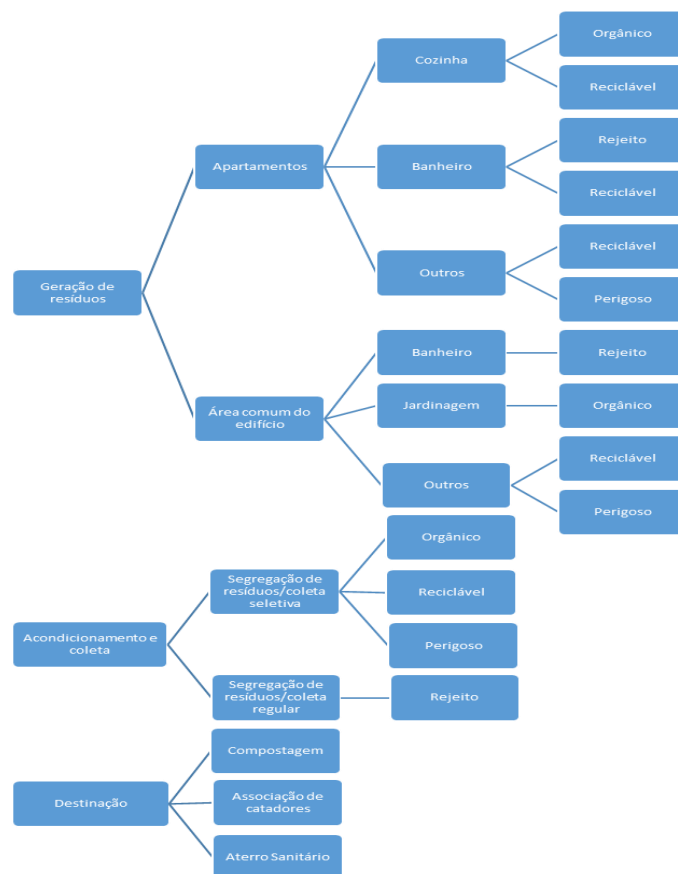 Geração de
resíduos
Apartamentos
Cozinha
Orgânico
Reciclável
Banheiro
Rejeito
Reciclável
Outros
Reciclável
Perigoso
Área comum do
edifício
Banheiro
Rejeito
Jardinagem
Orgânico
Outros
Reciclável
Perigoso
Acondicionamento e
coleta
Segregação de
resíduos/coleta
seletiva
Orgânico
Reciclável
Perigoso
Segregação de
resíduos/coleta
regular
Rejeito
Destinação
Compostagem
Associação de
catadores
Aterro Sanitário